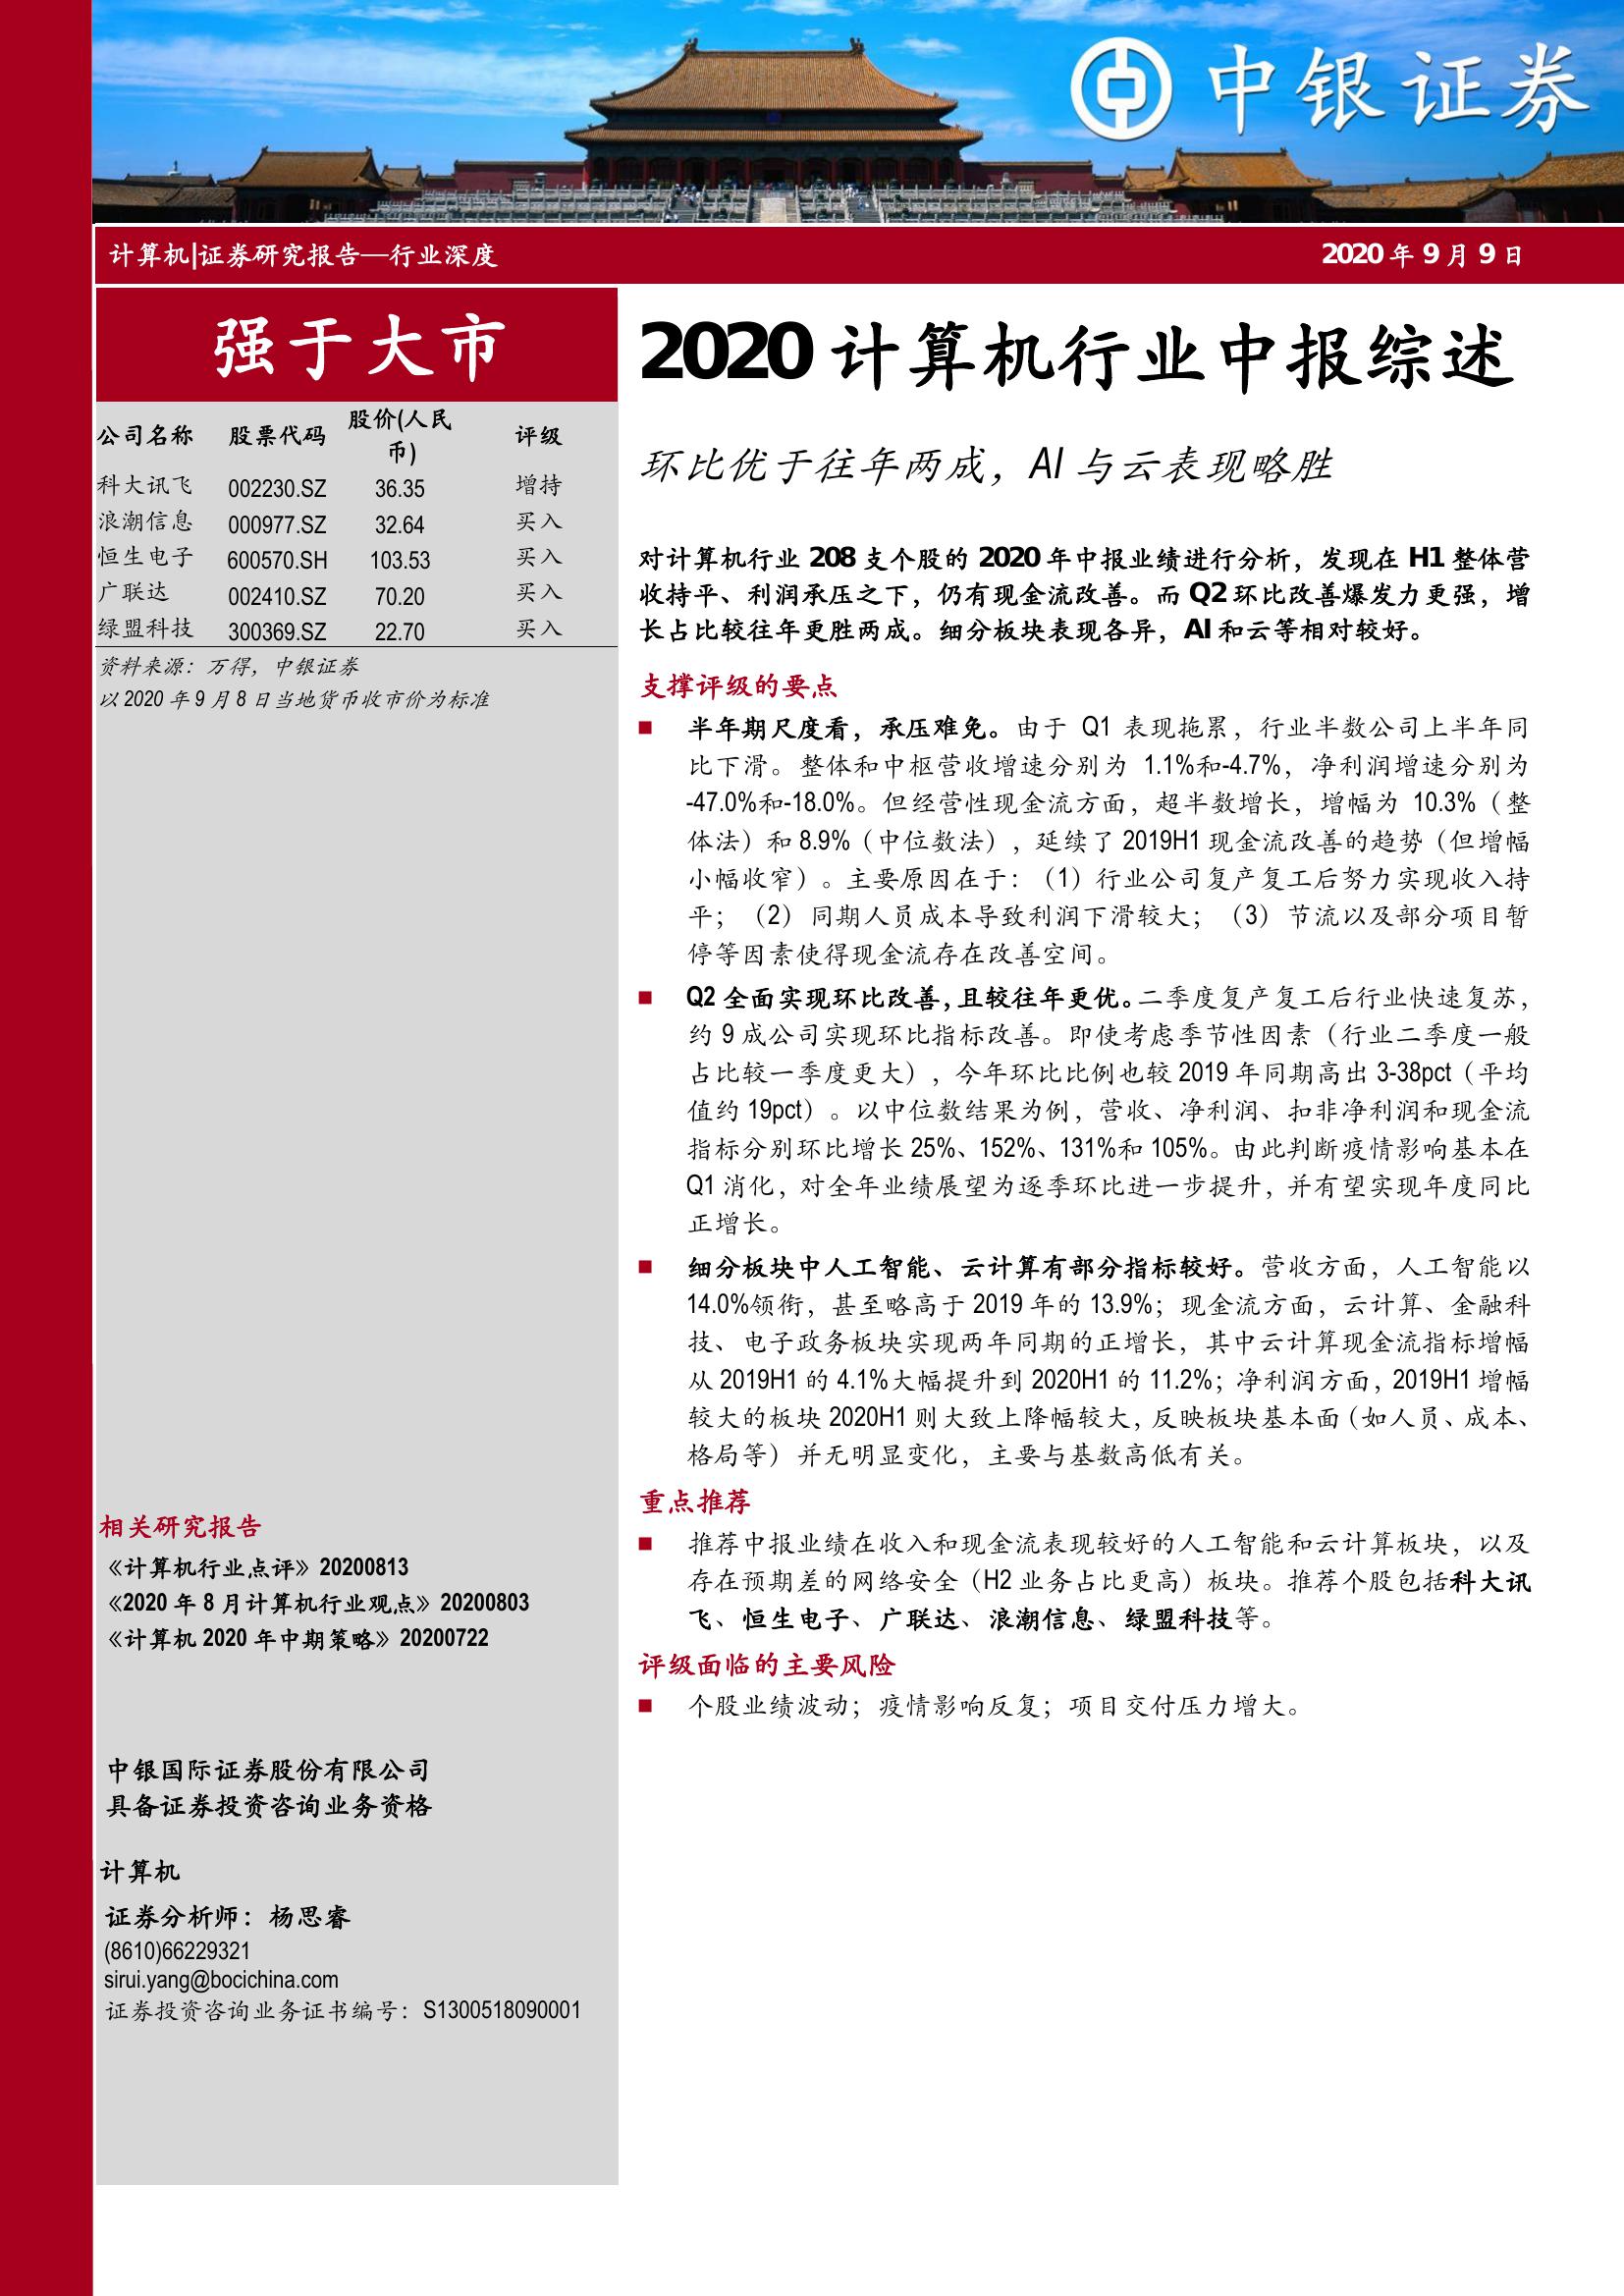 中银证券
计算机|证券研究报告—行业深度
2020 年 9 月 9 日
强于大市
公司名称 股票代码 股价(人民币) 评级
科大讯飞 002230.SZ 36.35 增持
浪潮信息 000977.SZ 32.64 买入
恒生电子 600570.SH 103.53 买入
广联达 002410.SZ 70.20 买入
绿盟科技 300369.SZ 22.70 买入
资料来源：万得，中银证券
以 2020 年 9 月 8 日当地货币收市价为标准
相关研究报告
《计算机行业点评》20200813
《2020 年 8 月计算机行业观点》20200803
《计算机 2020 年中期策略》20200722
中银国际证券股份有限公司
具备证券投资咨询业务资格
计算机
证券分析师：杨思睿
(8610)66229321
sirui.yang@bocichina.com
证券投资咨询业务证书编号：S1300518090001
2020 计算机行业中报综述
环比优于往年两成，AI 与云表现略胜
对计算机行业 208 支个股的 2020 年中报业绩进行分析，发现在 H1 整体营
收持平、利润承压之下，仍有现金流改善。而 Q2 环比改善爆发力更强，增
长占比较往年更胜两成。细分板块表现各异，AI 和云等相对较好。
支撑评级的要点
■ 半年期尺度看，承压难免。由于 Q1 表现拖累，行业半数公司上半年同
比下滑。整体和中枢营收增速分别为 1.1%和-4.7%，净利润增速分别为
-47.0%和-18.0%。但经营性现金流方面，超半数增长，增幅为 10.3%（整
体法）和 8.9%（中位数法），延续了 2019H1 现金流改善的趋势（但增幅
小幅收窄）。主要原因在于：（1）行业公司复产复工后努力实现收入持
平；（2）同期人员成本导致利润下滑较大；（3）节流以及部分项目暂
停等因素使得现金流存在改善空间。
■ Q2 全面实现环比改善，且较往年更优。二季度复产复工后行业快速复苏，
约 9 成公司实现环比指标改善。即使考虑季节性因素（行业二季度一般
占比较一季度更大），今年环比比例也较 2019 年同期高出 3-38pct（平均
值约 19pct）。以中位数结果为例，营收、净利润、扣非净利润和现金流
指标分别环比增长 25%、152%、131%和 105%。由此判断疫情影响基本在
Q1 消化，对全年业绩展望为逐季环比进一步提升，并有望实现年度同比
正增长。
■ 细分板块中人工智能、云计算有部分指标较好。营收方面，人工智能以
14.0%领衔，甚至略高于 2019 年的 13.9%；现金流方面，云计算、金融科
技、电子政务板块实现两年同期的正增长，其中云计算现金流指标增幅
从 2019H1 的 4.1%大幅提升到 2020H1 的 11.2%；净利润方面，2019H1 增幅
较大的板块 2020H1 则大致上降幅较大，反映板块基本面（如人员、成本、
格局等）并无明显变化，主要与基数高低有关。
重点推荐
■ 推荐中报业绩在收入和现金流表现较好的人工智能和云计算板块，以及
存在预期差的网络安全（H2 业务占比更高）板块。推荐个股包括科大讯
飞、恒生电子、广联达、浪潮信息、绿盟科技等。
评级面临的主要风险
■ 个股业绩波动；疫情影响反复；项目交付压力增大。